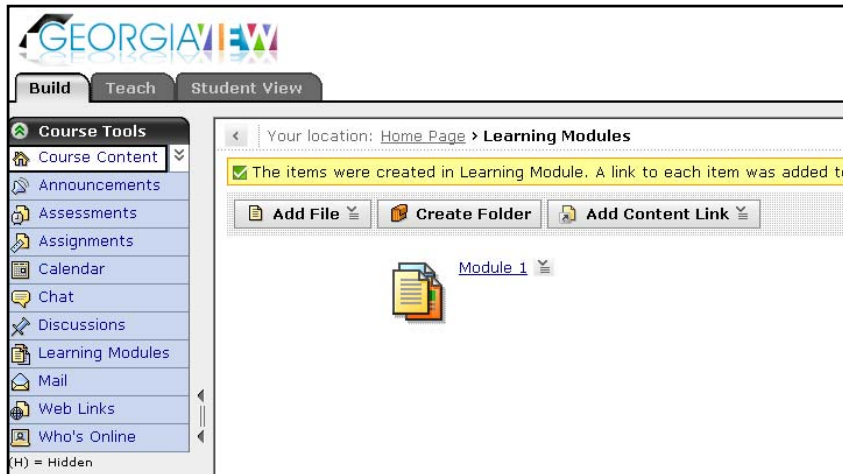 GEORGIAVIEW
Build Teach Student View
Course Tools
Course Content
Announcements
Assessments
Assignments
Calendar
Chat
Discussions
Learning Modules
Mail
Web Links
Who's Online
(H) = Hidden
Your location: Home Page › Learning Modules
The items were created in Learning Module. A link to each item was added to
Add File Create Folder Add Content Link
Module 1